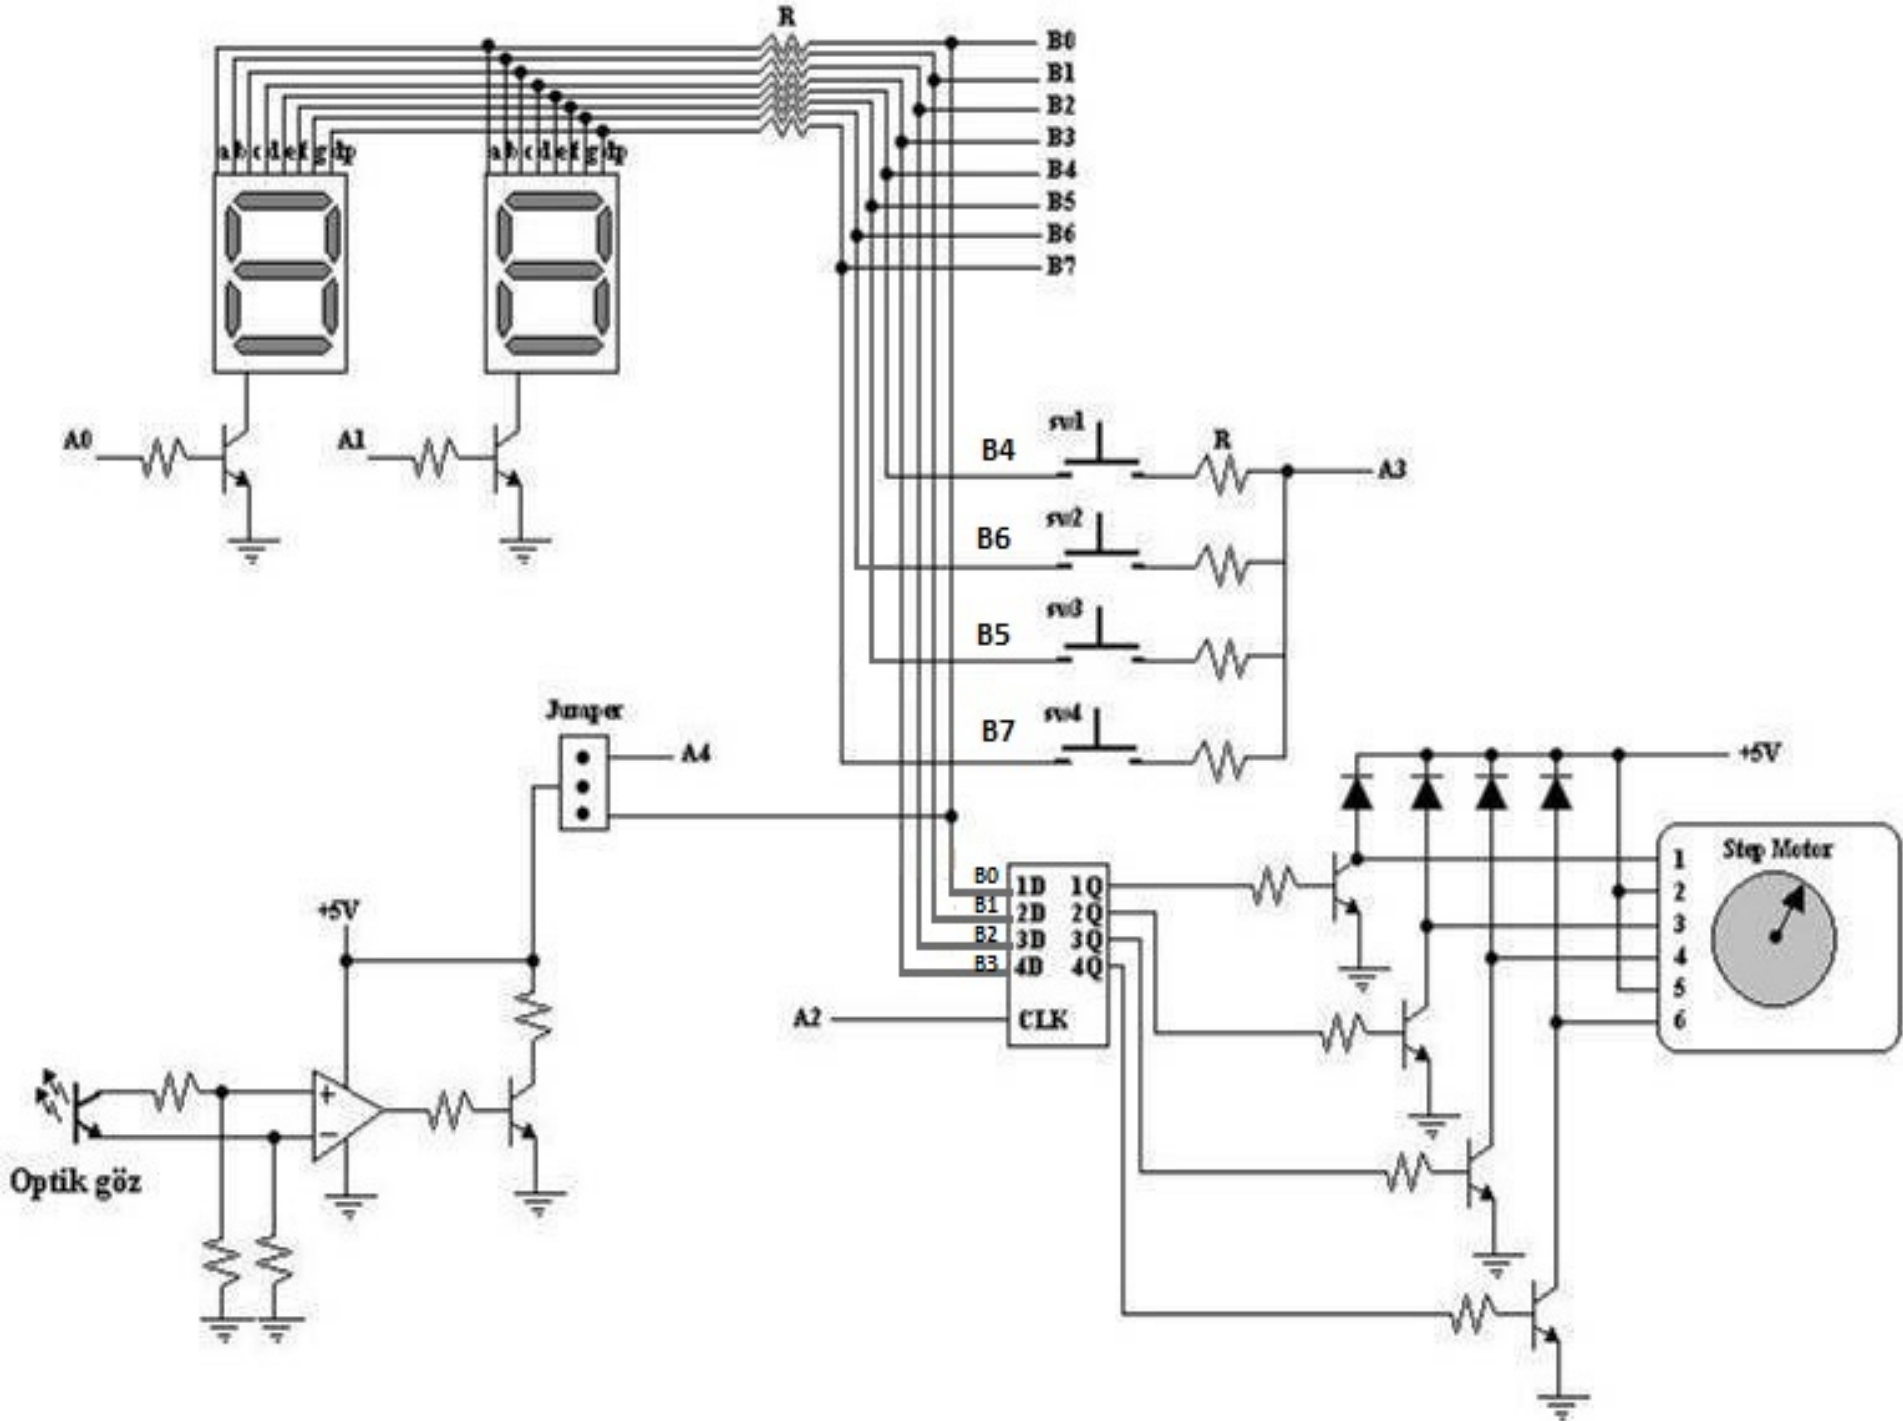 R
B0
B1
B2
B3
B4
B5
B6
B7
a b c d e f g dp
a b c d e f g dp
A0
A1
B4
sw1
R
A3
B6
sw2
B5
sw3
B7
sw4
Jumper
A4
+5V
Step Motor
1
2
3
4
5
6
B0
B1
B2
B3
1D 1Q
2D 2Q
3D 3Q
4D 4Q
A2
CLK
+5V
+
−
Optik göz